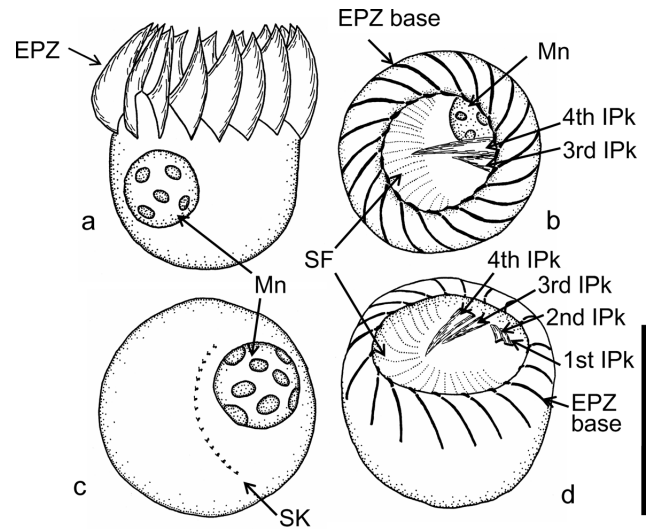 EPZ
EPZ base
Mn
4th IPk
3rd IPk
a
b
SF
Mn
4th IPk
3rd IPk
2nd IPk
1st IPk
EPZ
base
c
SK
d